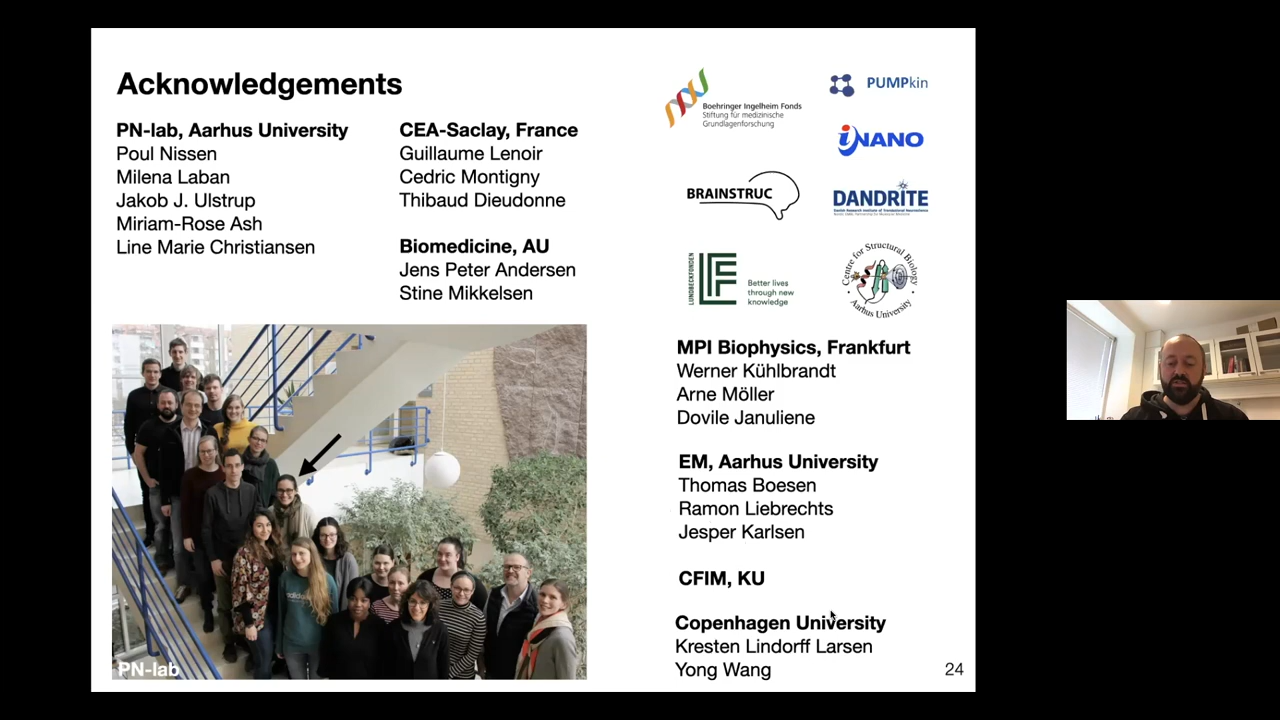 Acknowledgements
PN-lab, Aarhus University
Poul Nissen
Milena Laban
Jakob J. Ulstrup
Miriam-Rose Ash
Line Marie Christiansen
CEA-Saclay, France
Guillaume Lenoir
Cedric Montigny
Thibaud Dieudonne
Biomedicine, AU
Jens Peter Andersen
Stine Mikkelsen
Boehringer Ingelheim Fonds
Stiftung für medizinische
Grundlagenforschung
PUMPkin
iNANO
BRAINSTRUC
DANDRITE
LUNDBECKFONDEN
Better lives
through new
knowledge
Centre for Structural Biology
Aarhus University
MPI Biophysics, Frankfurt
Werner Kühlbrandt
Arne Möller
Dovile Januliene
EM, Aarhus University
Thomas Boesen
Ramon Liebrechts
Jesper Karlsen
CFIM, KU
Copenhagen University
Kresten Lindorff Larsen
Yong Wang
PN-lab
24